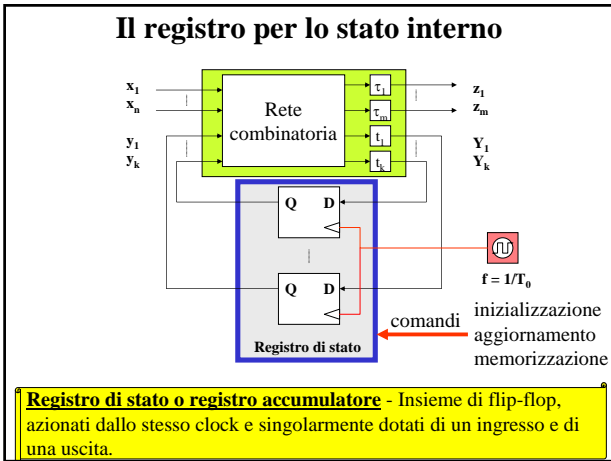 Il registro per lo stato interno
x1
xn
y1
yk
Rete
combinatoria
τ1
τm
t1
tk
z1
zm
Y1
Yk
Q D
Q D
Registro di stato
f = 1/T0
comandi
inizializzazione
aggiornamento
memorizzazione
Registro di stato o registro accumulatore - Insieme di flip-flop,
azionati dallo stesso clock e singolarmente dotati di un ingresso e di
una uscita.